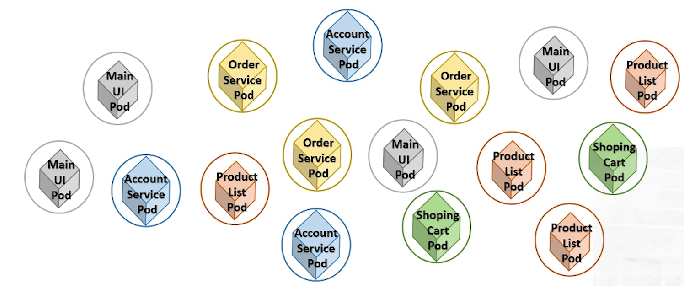 Main
UI
Pod
Order
Service
Pod
Account
Service
Pod
Order
Service
Pod
Main
UI
Pod
Product
List
Pod
Main
UI
Pod
Account
Service
Pod
Product
List
Pod
Order
Service
Pod
Main
UI
Pod
Product
List
Pod
Shoping
Cart
Pod
Account
Service
Pod
Shoping
Cart
Pod
Product
List
Pod